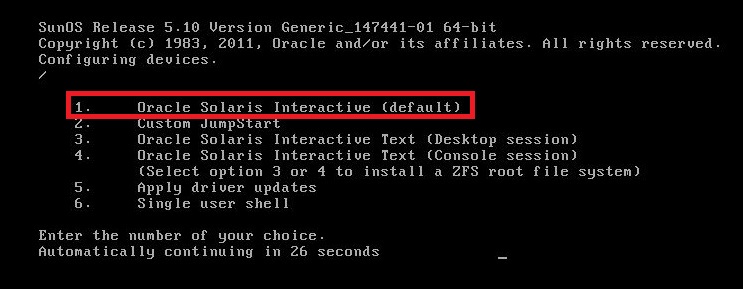 SunOS Release 5.10 Version Generic_147441-01 64-bit
Copyright (c) 1983, 2011, Oracle and/or its affiliates. All rights reserved.
Configuring devices.
/
1. Oracle Solaris Interactive (default)
2. Custom JumpStart
3. Oracle Solaris Interactive Text (Desktop session)
4. Oracle Solaris Interactive Text (Console session)
(Select option 3 or 4 to install a ZFS root file system)
5. Apply driver updates
6. Single user shell
Enter the number of your choice.
Automatically continuing in 26 seconds _